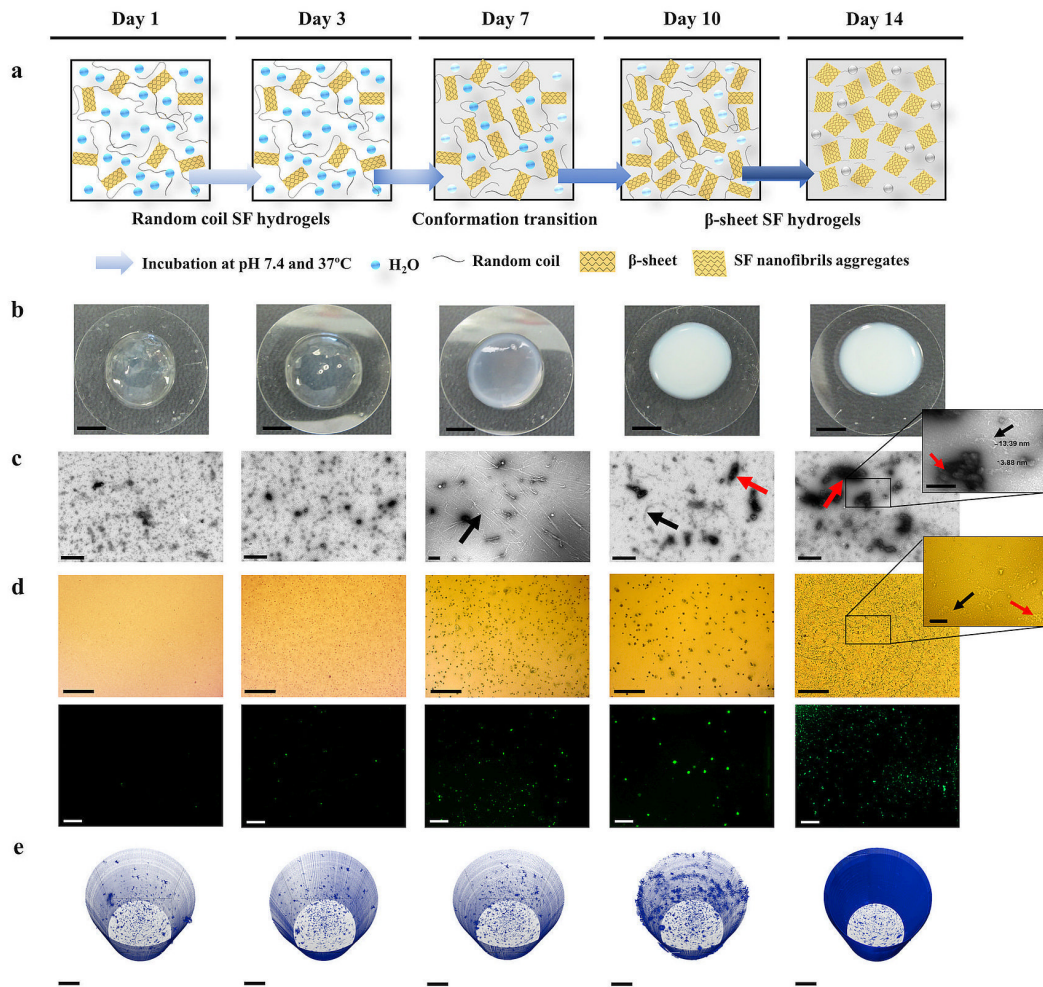 Day 1
Day 3
Day 7
Day 10
Day 14
a
Random coil SF hydrogels
Conformation transition
β-sheet SF hydrogels
Incubation at pH 7.4 and 37ºC
H₂O
Random coil
β-sheet
SF nanofibrils aggregates
b
c
~13.39 nm
~3.88 nm
d
e